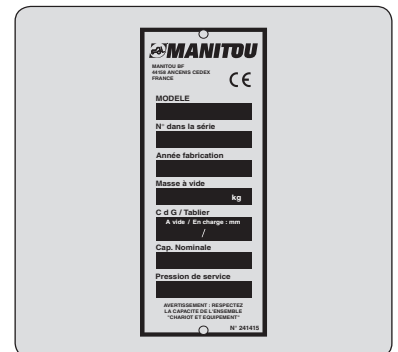 MANITOU
MANITOU BF
44158 ANCENIS CEDEX
FRANCE
CE
MODELE
N° dans la série
Année fabrication
Masse à vide
kg
C d G / Tablier
A vide / En charge : mm
/
Cap. Nominale
Pression de service
AVERTISSEMENT : RESPECTEZ
LA CAPACITE DE L'ENSEMBLE
"CHARIOT ET EQUIPEMENT"
N° 241415